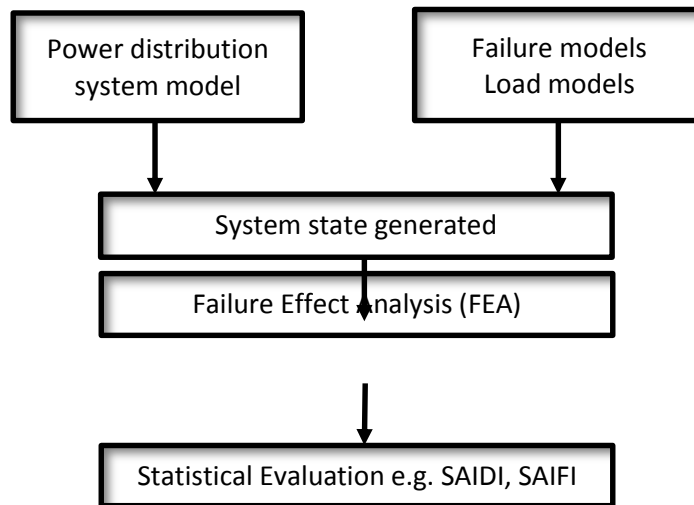 Power distribution
system model
Failure models
Load models
System state generated
Failure Effect Analysis (FEA)
Statistical Evaluation e.g. SAIDI, SAIFI